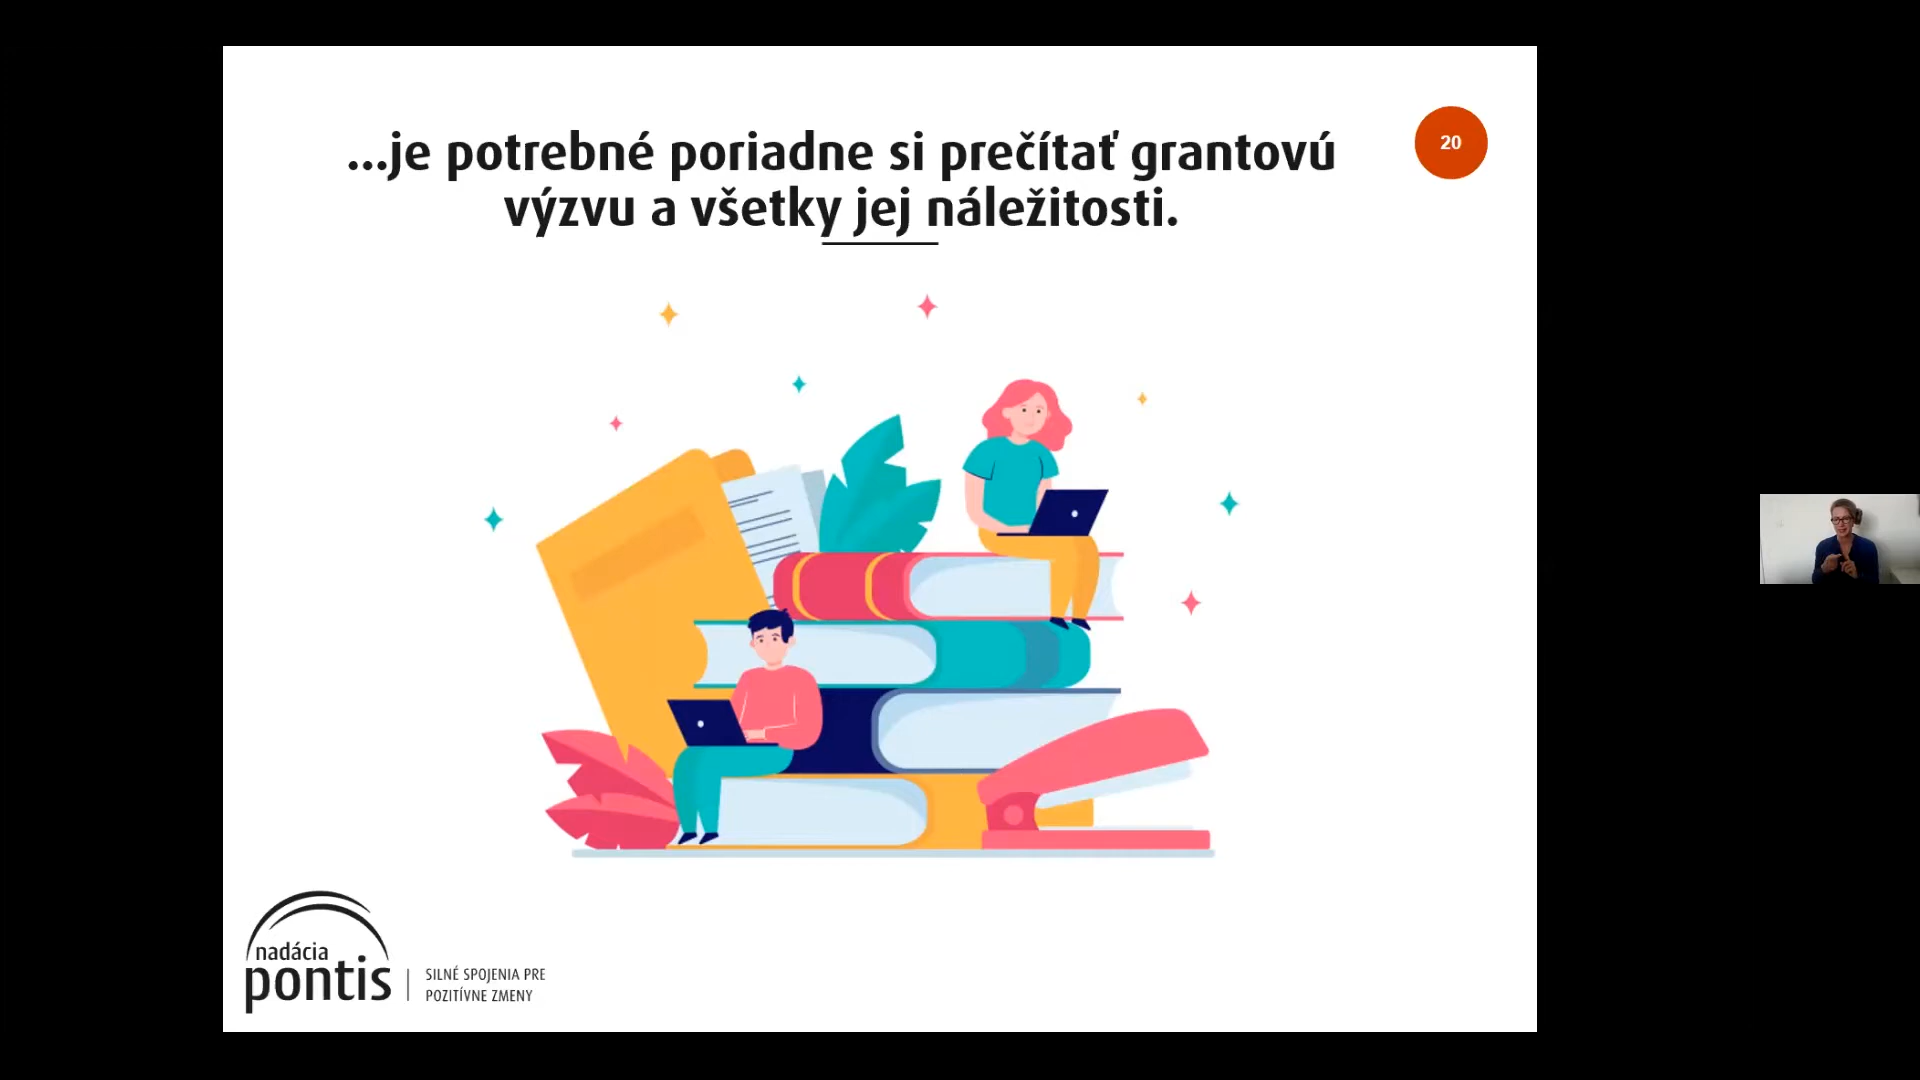 ...je potrebné poriadne si prečítať grantovú
výzvu a všetky jej náležitosti.
20
nadácia
pontis
SILNÉ SPOJENIA PRE
POZITÍVNE ZMENY